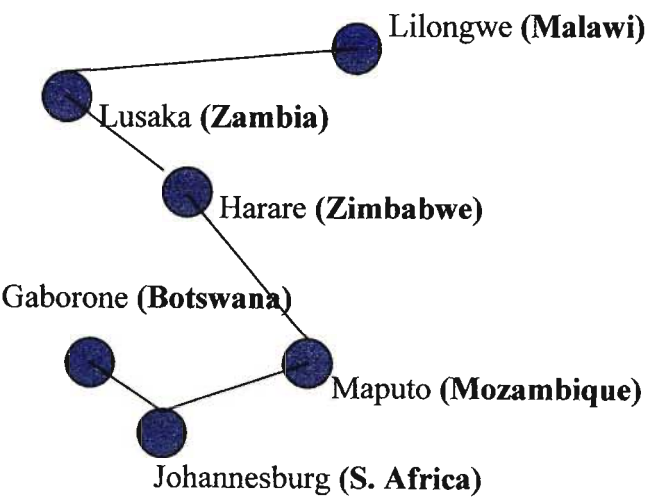 Lilongwe (Malawi)
Lusaka (Zambia)
Harare (Zimbabwe)
Gaborone (Botswana)
Maputo (Mozambique)
Johannesburg (S. Africa)